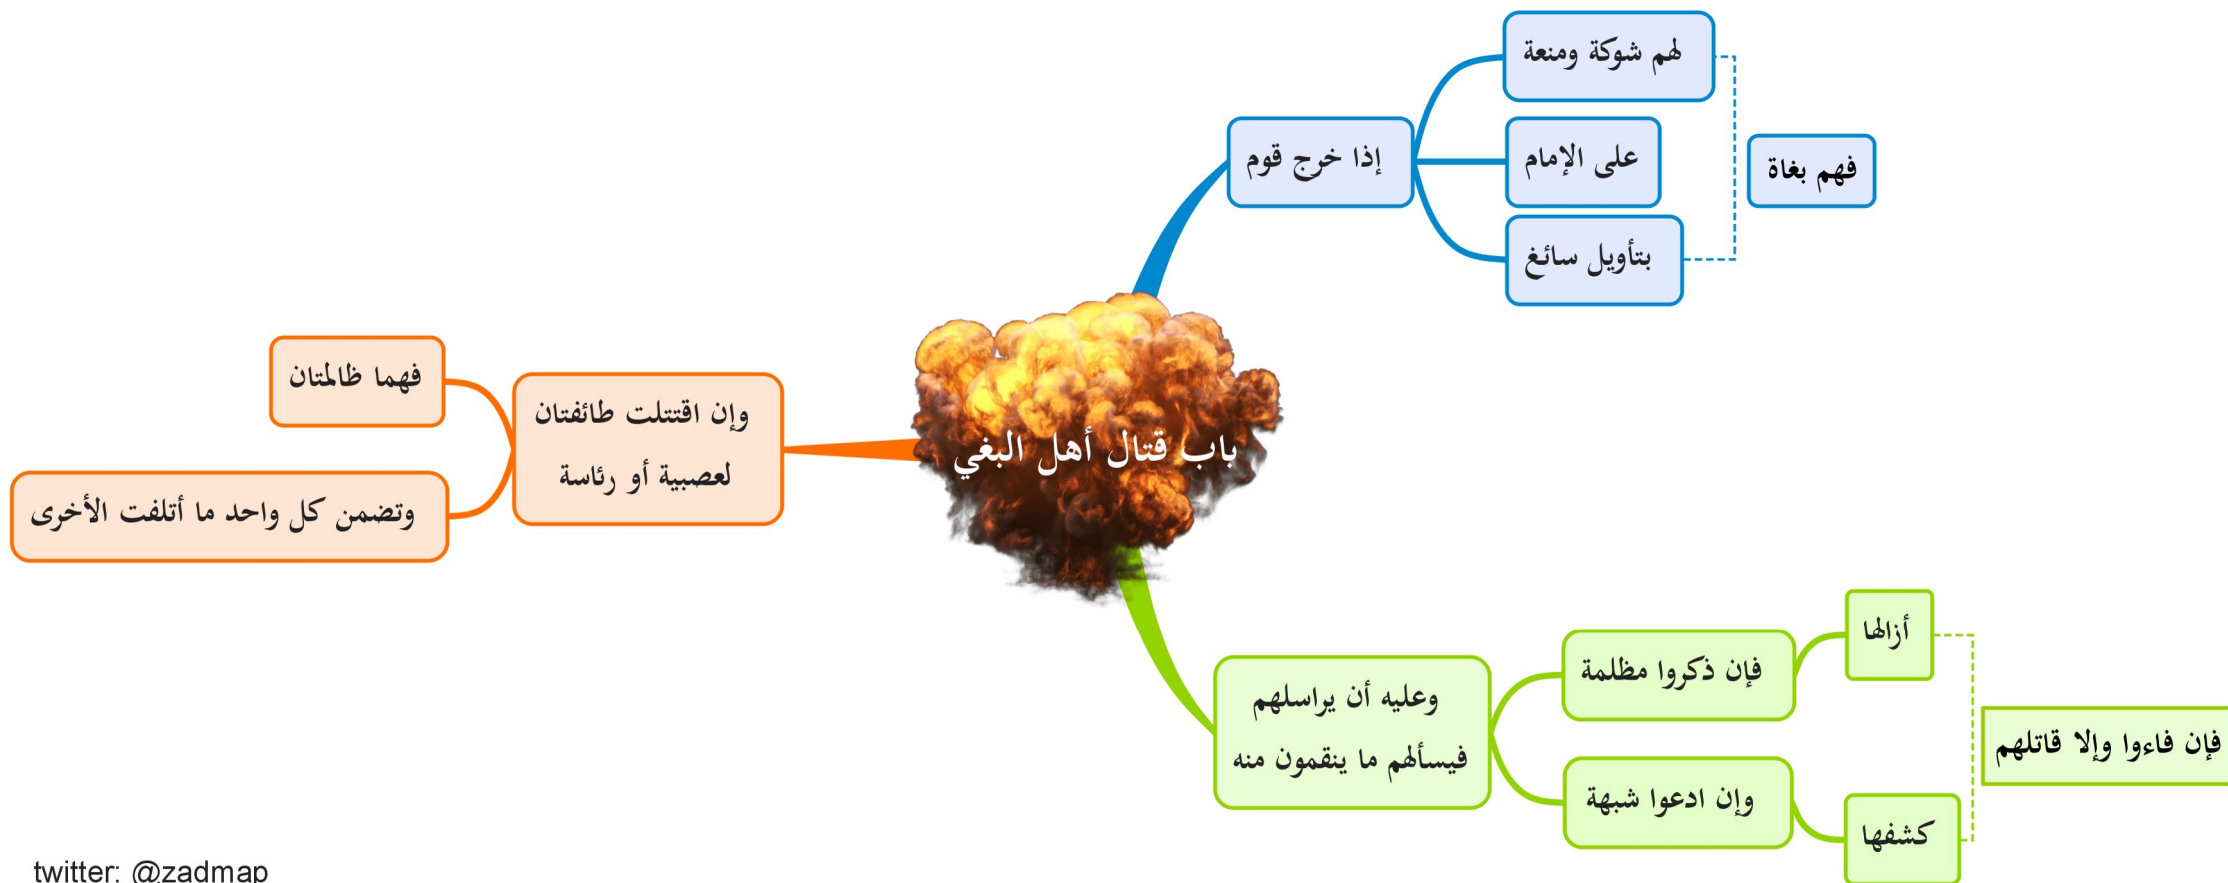 باب قتال أهل البغي
إذا خرج قوم
لهم شوكة ومنعة
على الإمام
بتأويل سائغ
فهم بغاة
وعليه أن يراسلهم
فيسألهم ما ينقمون منه
فإن ذكروا مظلمة
أزالها
وإن ادعوا شبهة
كشفها
فإن فاءوا وإلا قاتلهم
وإن اقتتلت طائفتان
لعصبية أو رئاسة
فهما ظالمتان
وتضمن كل واحد ما أتلفت الأخرى
twitter: @zadmap